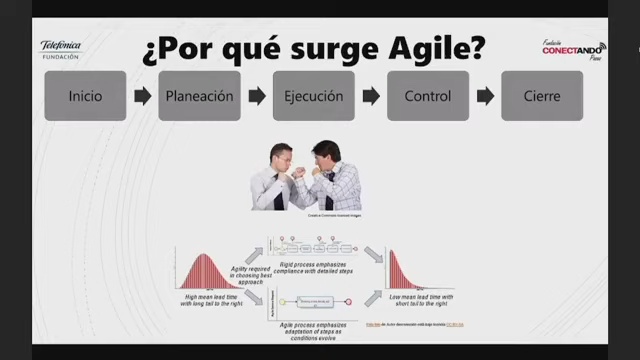 Telefónica
FUNDACIÓN
¿Por qué surge Agile?
Fundación
CONECTANDO
Inicio
Planeación
Ejecución
Control
Cierre
High mean lead time
with long tail to the right
Agility required
in choosing best
approach
Rigid process emphasizes
compliance with detailed steps
Agile process emphasizes
adaptation of steps as
conditions evolve
Low mean lead time with
short tail to the right